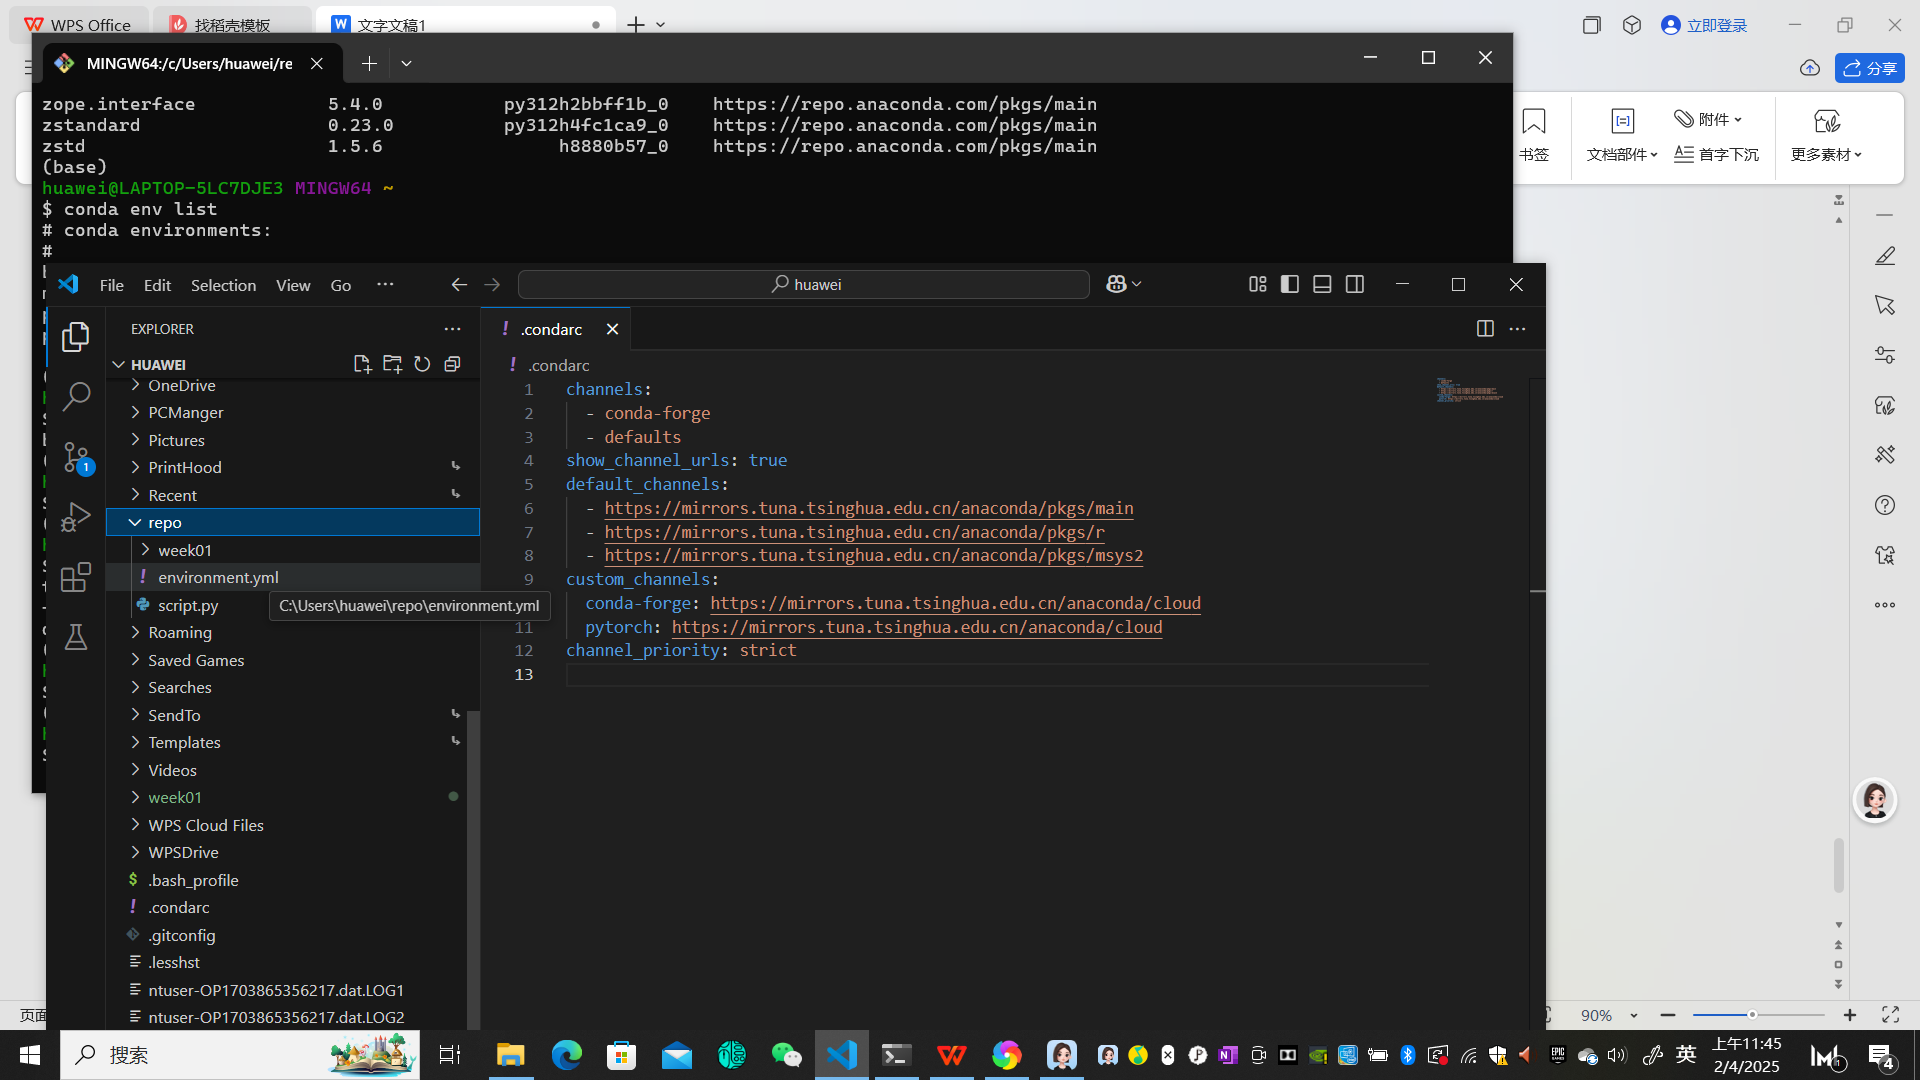 WPS Office
找稻壳模板
文字文稿1
立即登录
分享
MINGW64:/c/Users/huawei/re
zope.interface 5.4.0 py312h2bbff1b_0 https://repo.anaconda.com/pkgs/main
zstandard 0.23.0 py312h4fc1ca9_0 https://repo.anaconda.com/pkgs/main
zstd 1.5.6 h8880b57_0 https://repo.anaconda.com/pkgs/main
(base)
huawei@LAPTOP-5LC7DJE3 MINGW64 ~
$ conda env list
# conda environments:
#
书签
文档部件
附件
首字下沉
更多素材
File Edit Selection View Go ···
huawei
EXPLORER
HUAWEI
OneDrive
PCManger
Pictures
PrintHood
Recent
repo
week01
environment.yml
script.py
C:\Users\huawei\repo\environment.yml
Roaming
Saved Games
Searches
SendTo
Templates
Videos
week01
WPS Cloud Files
WPSDrive
.bash_profile
.condarc
.gitconfig
.lesshst
ntuser-OP1703865356217.dat.LOG1
ntuser-OP1703865356217.dat.LOG2
1
.condarc
.condarc
1 channels:
2 - conda-forge
3 - defaults
4 show_channel_urls: true
5 default_channels:
6 - https://mirrors.tuna.tsinghua.edu.cn/anaconda/pkgs/main
7 - https://mirrors.tuna.tsinghua.edu.cn/anaconda/pkgs/r
8 - https://mirrors.tuna.tsinghua.edu.cn/anaconda/pkgs/msys2
9 custom_channels:
conda-forge: https://mirrors.tuna.tsinghua.edu.cn/anaconda/cloud
11 pytorch: https://mirrors.tuna.tsinghua.edu.cn/anaconda/cloud
12 channel_priority: strict
13
页面
90%
搜索
英
上午11:45
2/4/2025
4